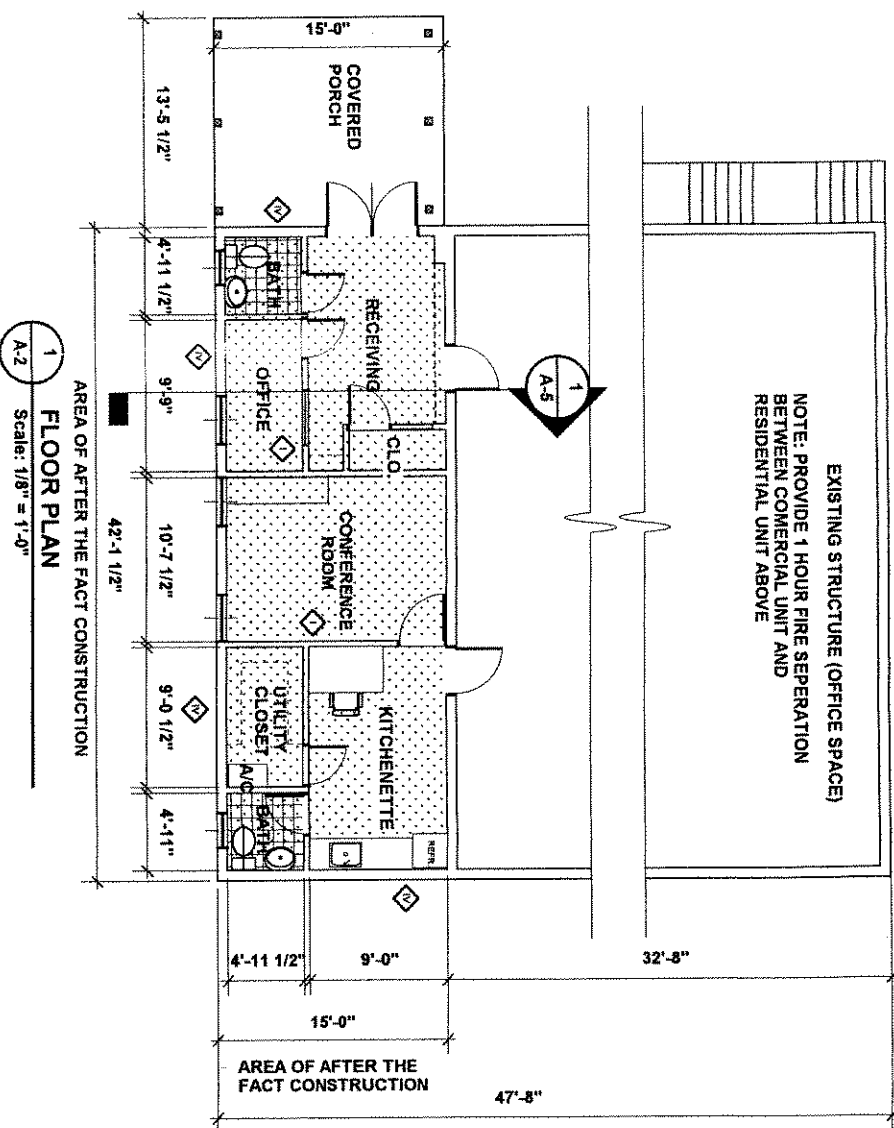 EXISTING STRUCTURE (OFFICE SPACE)
NOTE: PROVIDE 1 HOUR FIRE SEPERATION
BETWEEN COMERCIAL UNIT AND
RESIDENTIAL UNIT ABOVE
1
A-5
COVERED
PORCH
15'-0"
RECEIVING
CLO.
BATH
OFFICE
CONFERENCE
ROOM
KITCHENETTE
REFR.
UTILITY
CLOSET
A/C
BATH
IV
IV
IV
IV
I
I
13'-5 1/2"
4'-11 1/2"
9'-9"
10'-7 1/2"
9'-0 1/2"
4'-11"
42'-1 1/2"
AREA OF AFTER THE FACT CONSTRUCTION
4'-11 1/2"
9'-0"
32'-8"
15'-0"
AREA OF AFTER THE
FACT CONSTRUCTION
47'-8"
1
A-2
FLOOR PLAN
Scale: 1/8" = 1'-0"